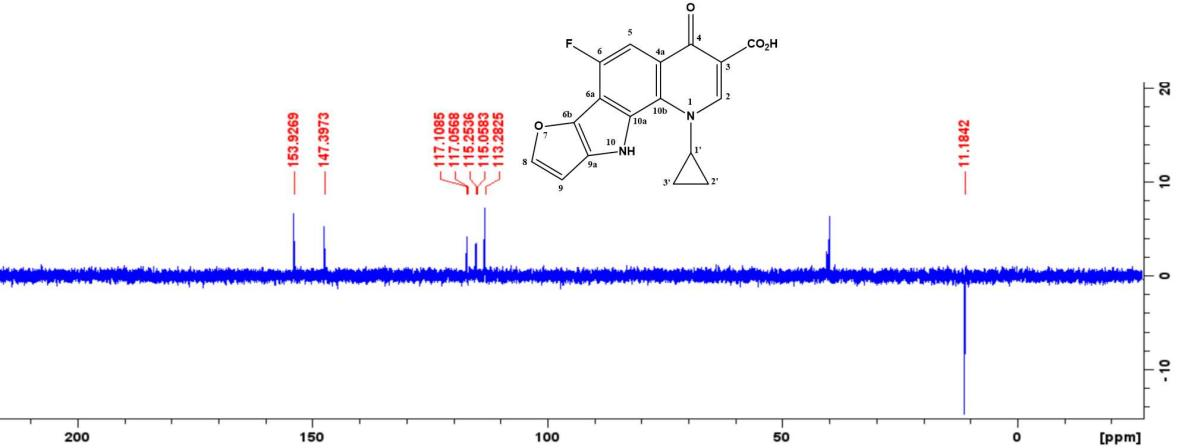 O
F
5
6
4a
4
CO₂H
3
6a
1
2
6b
10b
N
O
7
10a
10
1'
8
NH
9a
9
3'
2'
153.9269
147.3973
117.1085
117.0568
115.2536
115.0583
113.2825
11.1842
20
10
0
- 10
200
150
100
50
0
[ppm]